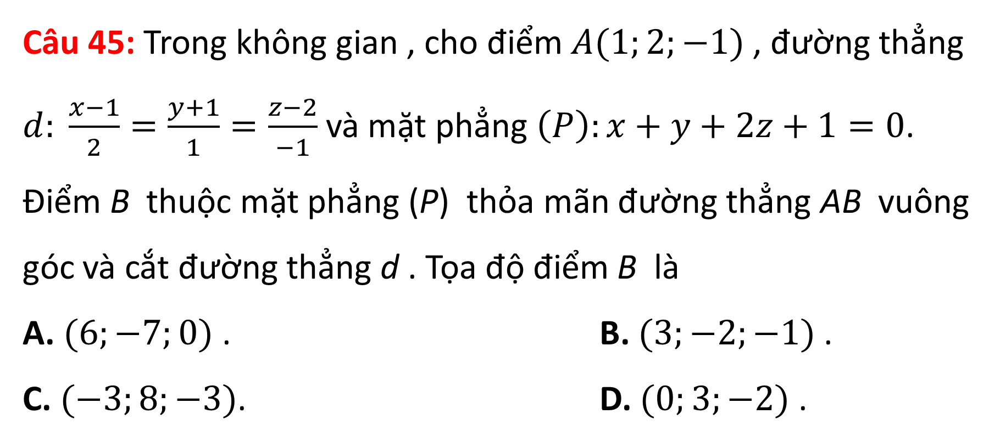 Câu 45: Trong không gian , cho điểm A(1; 2; −1) , đường thẳng
d: \frac{x−1}{2} = \frac{y+1}{1} = \frac{z−2}{−1} và mặt phẳng (P): x + y + 2z + 1 = 0.
Điểm B thuộc mặt phẳng (P) thỏa mãn đường thẳng AB vuông
góc và cắt đường thẳng d . Tọa độ điểm B là
A. (6; −7; 0) . B. (3; −2; −1) .
C. (−3; 8; −3). D. (0; 3; −2) .